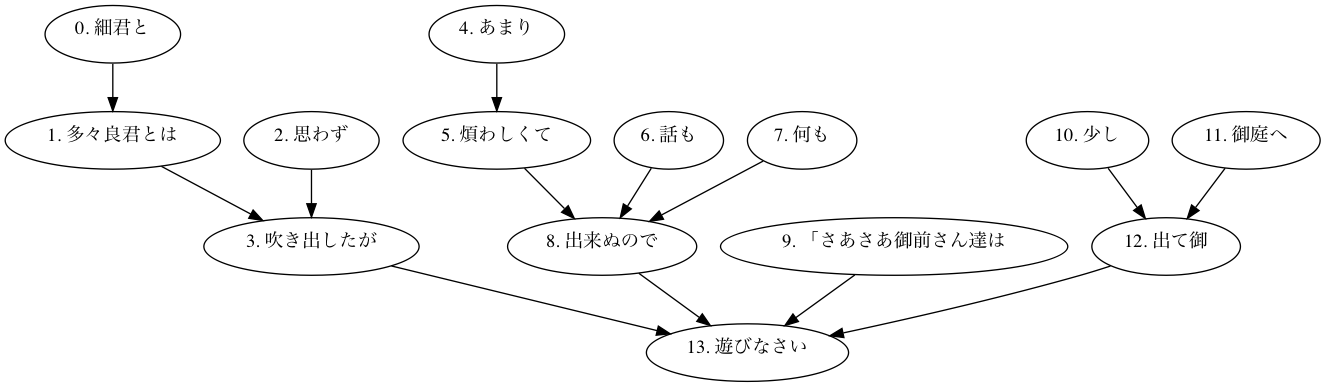 0. 細君と
4. あまり
1. 多々良君とは
2. 思わず
5. 煩わしくて
6. 話も
7. 何も
10. 少し
11. 御庭へ
3. 吹き出したが
8. 出来ぬので
9. 「さあさあ御前さん達は
12. 出て御
13. 遊びなさい